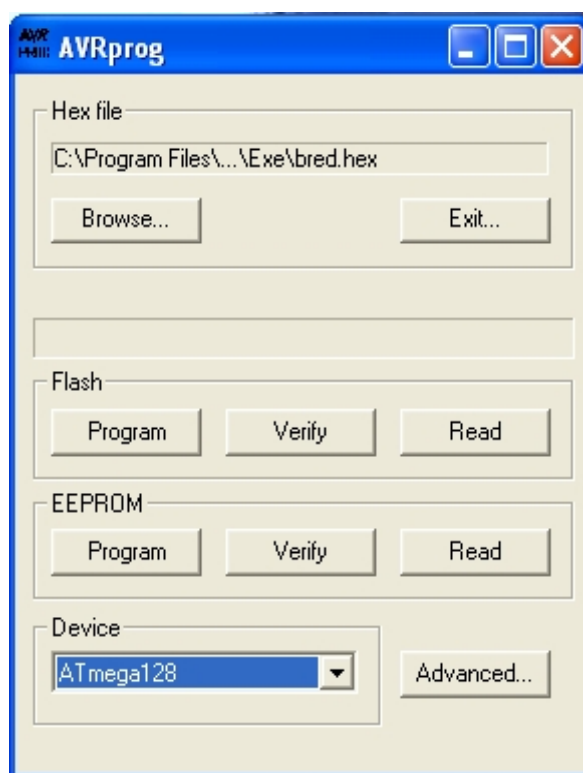 AVRprog
Hex file
C:\Program Files\...\Exe\bred.hex
Browse... Exit...
Flash
Program Verify Read
EEPROM
Program Verify Read
Device
ATmega128 Advanced...